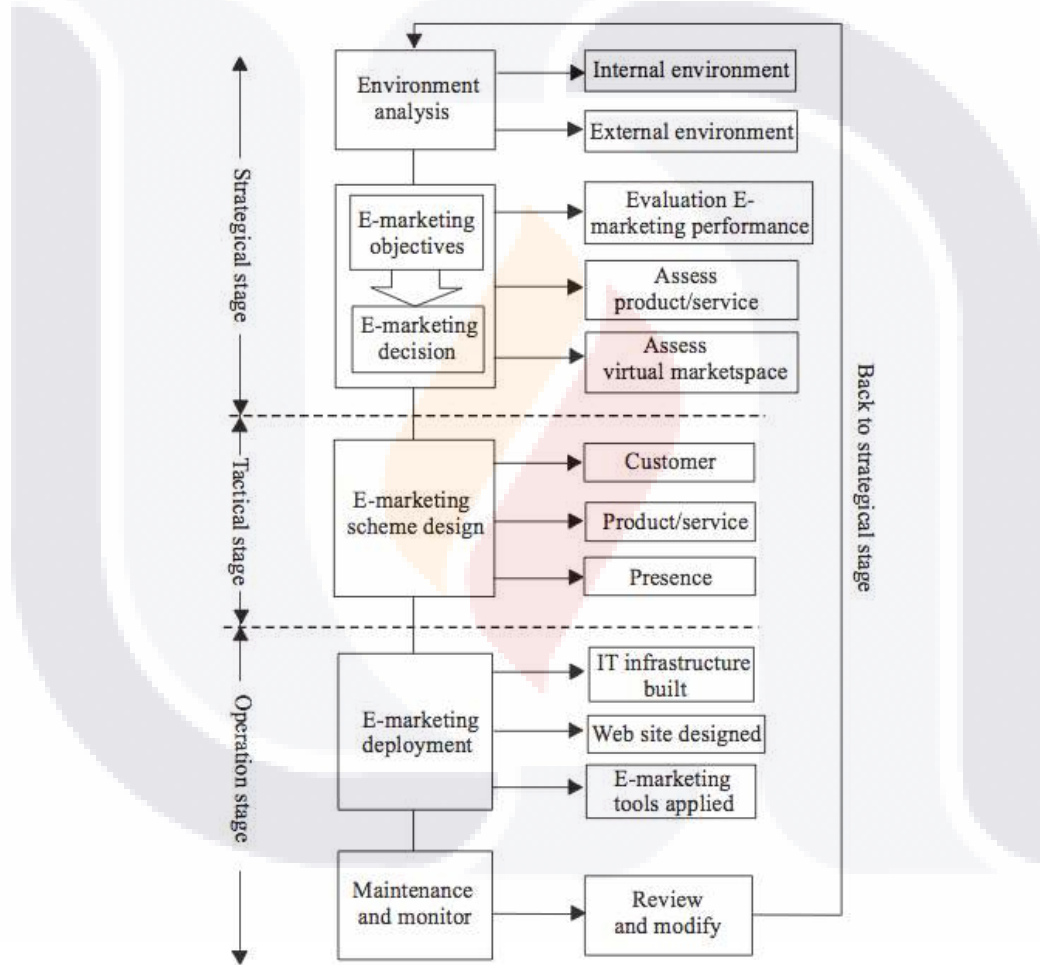 Environment
analysis
Internal environment
External environment
Strategical stage
E-marketing
objectives
E-marketing
decision
Evaluation E-
marketing performance
Assess
product/service
Assess
virtual marketspace
Back to strategical stage
Tactical stage
E-marketing
scheme design
Customer
Product/service
Presence
Operation stage
E-marketing
deployment
IT infrastructure
built
Web site designed
E-marketing
tools applied
Maintenance
and monitor
Review
and modify